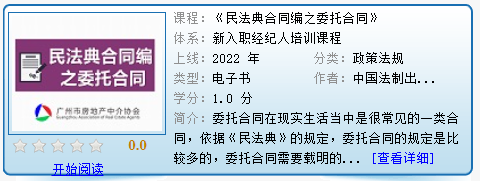 民法典合同编
之委托合同
广州市房地产中介协会
Guangzhou Association of Real Estate Agents
0.0
开始阅读
课程：《民法典合同编之委托合同》
体系：新入职经纪人培训课程
上线：2022 年 分类：政策法规
类型：电子书 作者：中国法制出...
学分：1.0 分
简介：委托合同在现实生活当中是很常见的一类合
同，依据《民法典》的规定，委托合同的规定是比
较多的，委托合同需要载明的... [查看详细]